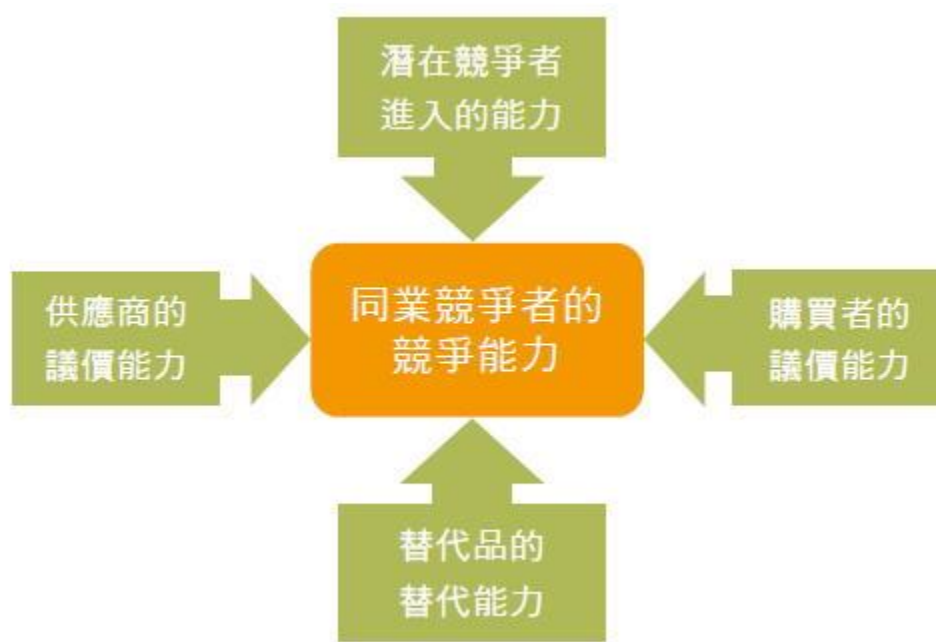 潛在競爭者
進入的能力
供應商的
議價能力
同業競爭者的
競爭能力
購買者的
議價能力
替代品的
替代能力